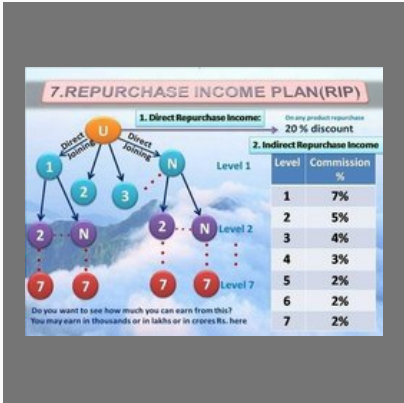 7.REPURCHASE INCOME PLAN(RIP)
1. Direct Repurchase Income:
On any product repurchase
20 % discount
2. Indirect Repurchase Income
U
Direct Joining
Direct Joining
1
2
3
N
Level 1
2
N
2
N
Level 2
7
7
7
7
Level 7
Level Commission %
1 7%
2 5%
3 4%
4 3%
5 2%
6 2%
7 2%
Do you want to see how much you can earn from this?
You may earn in thousands or in lakhs or in crores Rs. here